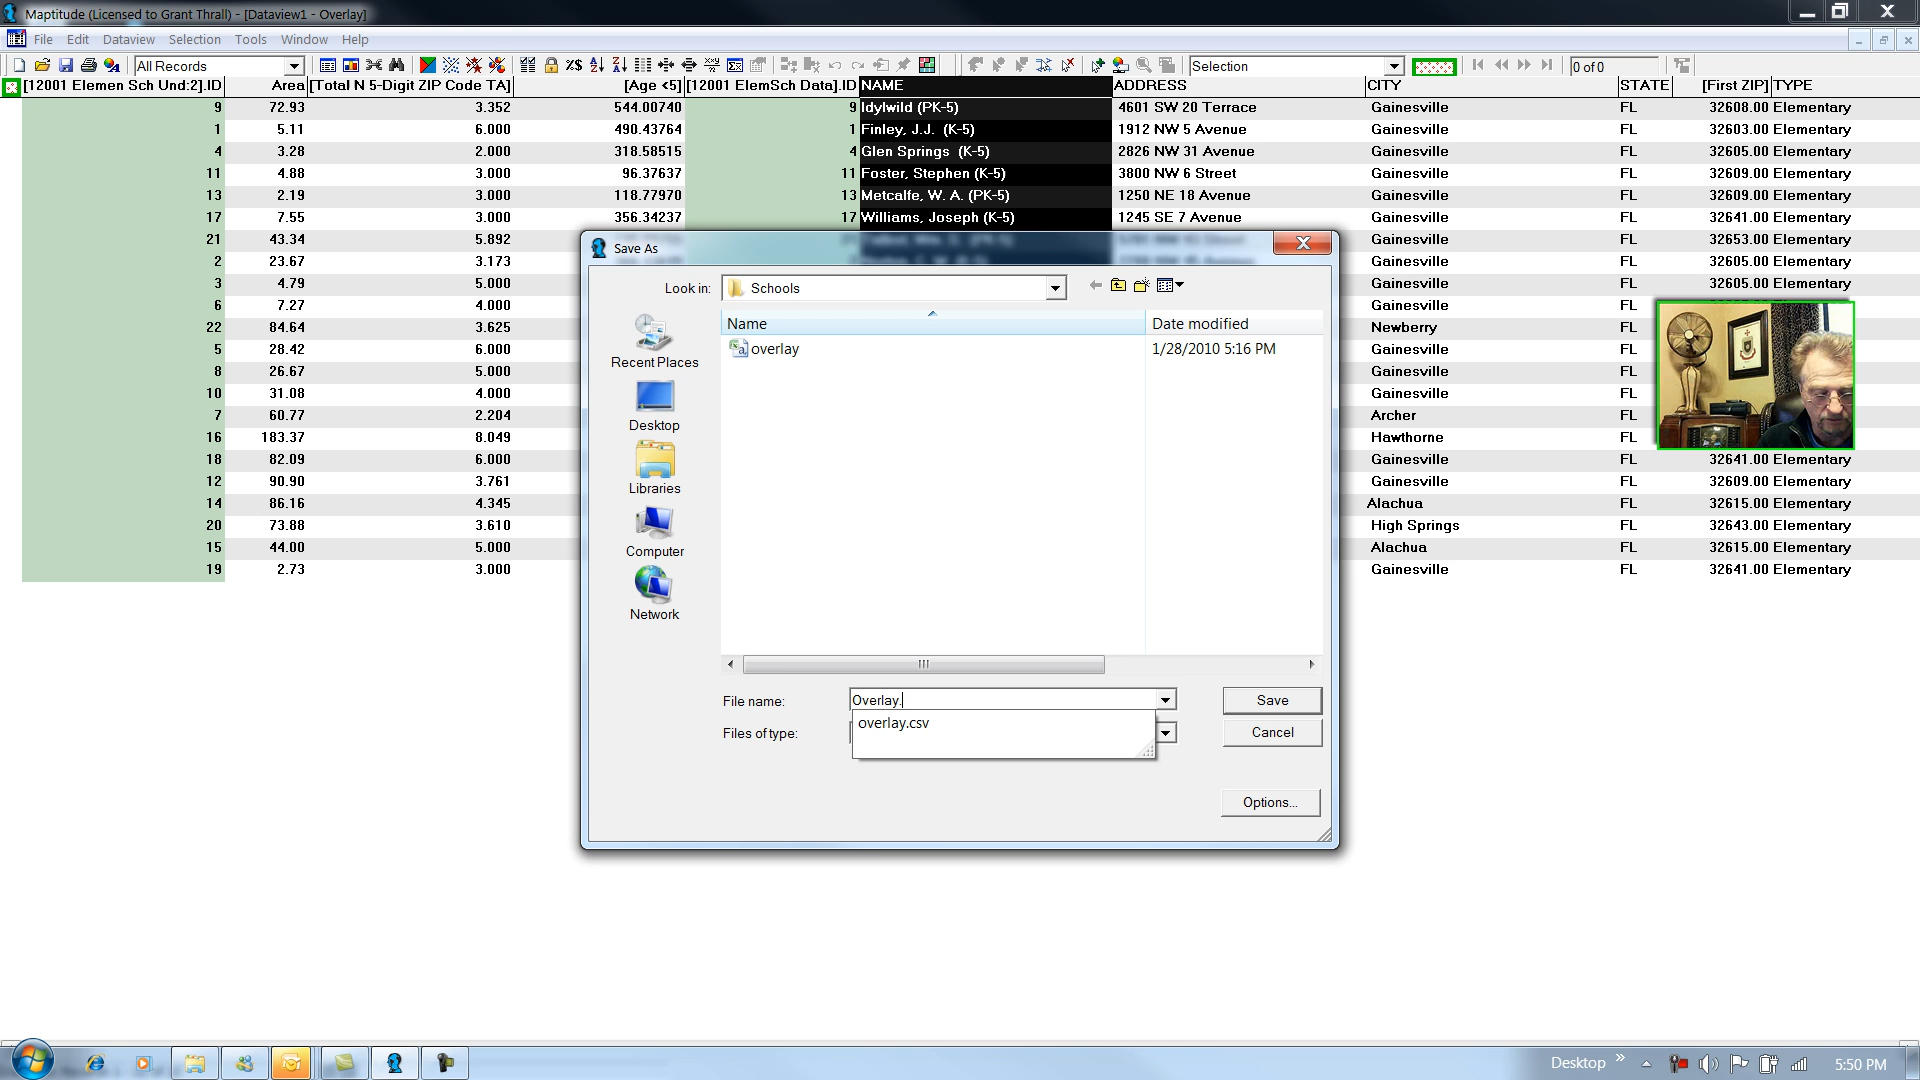 Maptitude (Licensed to Grant Thrall) - [Dataview1 - Overlay]
File Edit Dataview Selection Tools Window Help
All Records Selection 0 of 0
[12001 Elemen Sch Und:2].ID Area [Total N 5-Digit ZIP Code TA] [Age <5] [12001 ElemSch Data].ID NAME ADDRESS CITY STATE [First ZIP] TYPE
9 72.93 3.352 544.00740 9 Idylwild (PK-5) 4601 SW 20 Terrace Gainesville FL 32608.00 Elementary
1 5.11 6.000 490.43764 1 Finley, J.J. (K-5) 1912 NW 5 Avenue Gainesville FL 32603.00 Elementary
4 3.28 2.000 318.58515 4 Glen Springs (K-5) 2826 NW 31 Avenue Gainesville FL 32605.00 Elementary
11 4.88 3.000 96.37637 11 Foster, Stephen (K-5) 3800 NW 6 Street Gainesville FL 32609.00 Elementary
13 2.19 3.000 118.77970 13 Metcalfe, W. A. (PK-5) 1250 NE 18 Avenue Gainesville FL 32609.00 Elementary
17 7.55 3.000 356.34237 17 Williams, Joseph (K-5) 1245 SE 7 Avenue Gainesville FL 32641.00 Elementary
21 43.34 5.892 Gainesville FL 32653.00 Elementary
2 23.67 3.173 Gainesville FL 32605.00 Elementary
3 4.79 5.000 Gainesville FL 32605.00 Elementary
6 7.27 4.000 Gainesville FL
22 84.64 3.625 Newberry FL
5 28.42 6.000 Gainesville FL
8 26.67 5.000 Gainesville FL
10 31.08 4.000 Gainesville FL
7 60.77 2.204 Archer FL
16 183.37 8.049 Hawthorne FL
18 82.09 6.000 Gainesville FL 32641.00 Elementary
12 90.90 3.761 Gainesville FL 32609.00 Elementary
14 86.16 4.345 Alachua FL 32615.00 Elementary
20 73.88 3.610 High Springs FL 32643.00 Elementary
15 44.00 5.000 Alachua FL 32615.00 Elementary
19 2.73 3.000 Gainesville FL 32641.00 Elementary
Save As
Look in: Schools
Name Date modified
overlay 1/28/2010 5:16 PM
Recent Places
Desktop
Libraries
Computer
Network
File name: Overlay. Save
overlay.csv
Files of type: Cancel
Options...
Desktop 5:50 PM